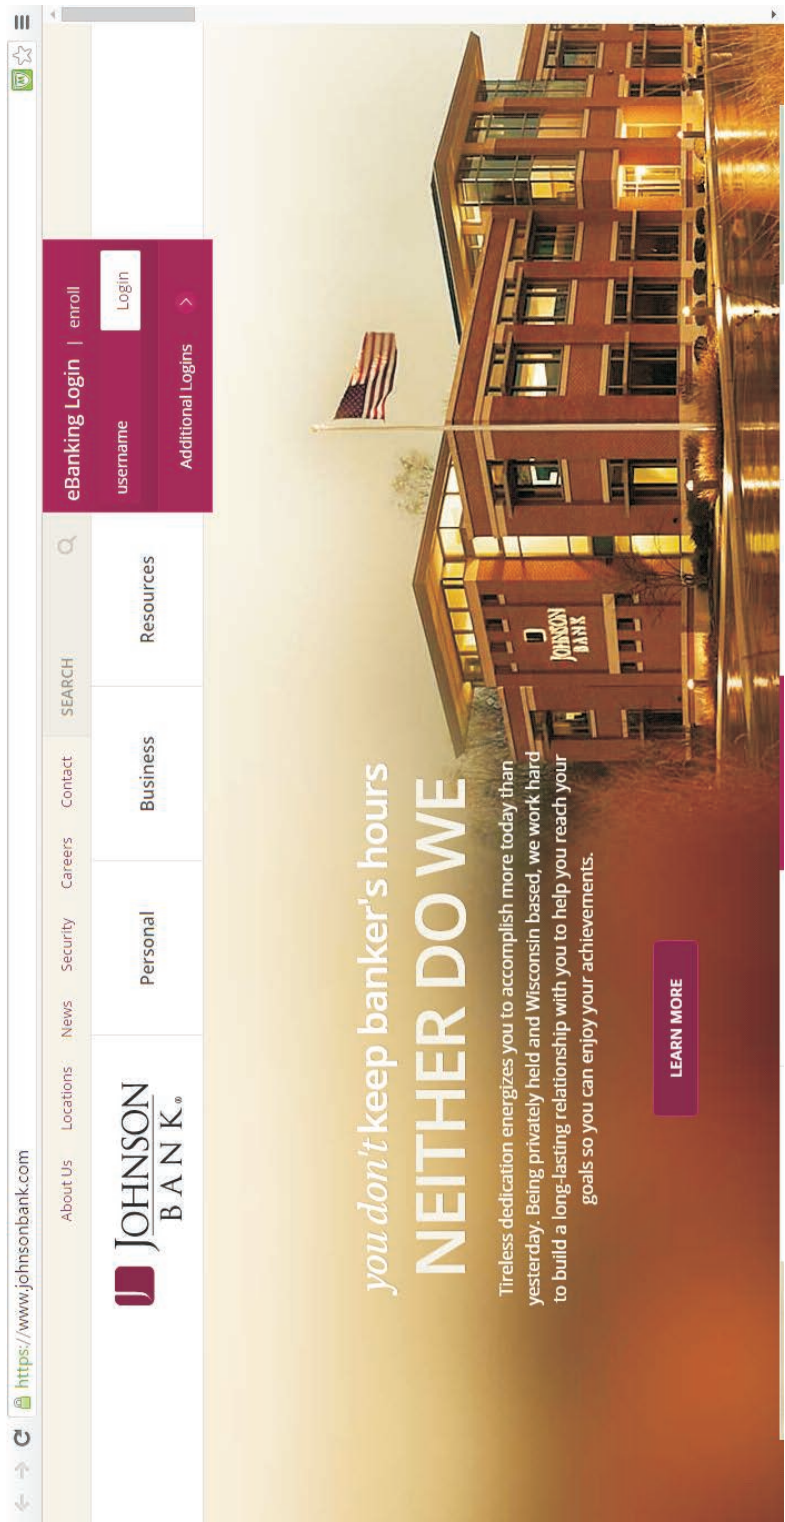 https://www.johnsonbank.com
About Us Locations News Security Careers Contact SEARCH
eBanking Login | enroll
username Login
Additional Logins
JOHNSON
BANK®
Personal Business Resources
you don't keep banker's hours
NEITHER DO WE
Tireless dedication energizes you to accomplish more today than
yesterday. Being privately held and Wisconsin based, we work hard
to build a long-lasting relationship with you to help you reach your
goals so you can enjoy your achievements.
LEARN MORE
JOHNSON
BANK